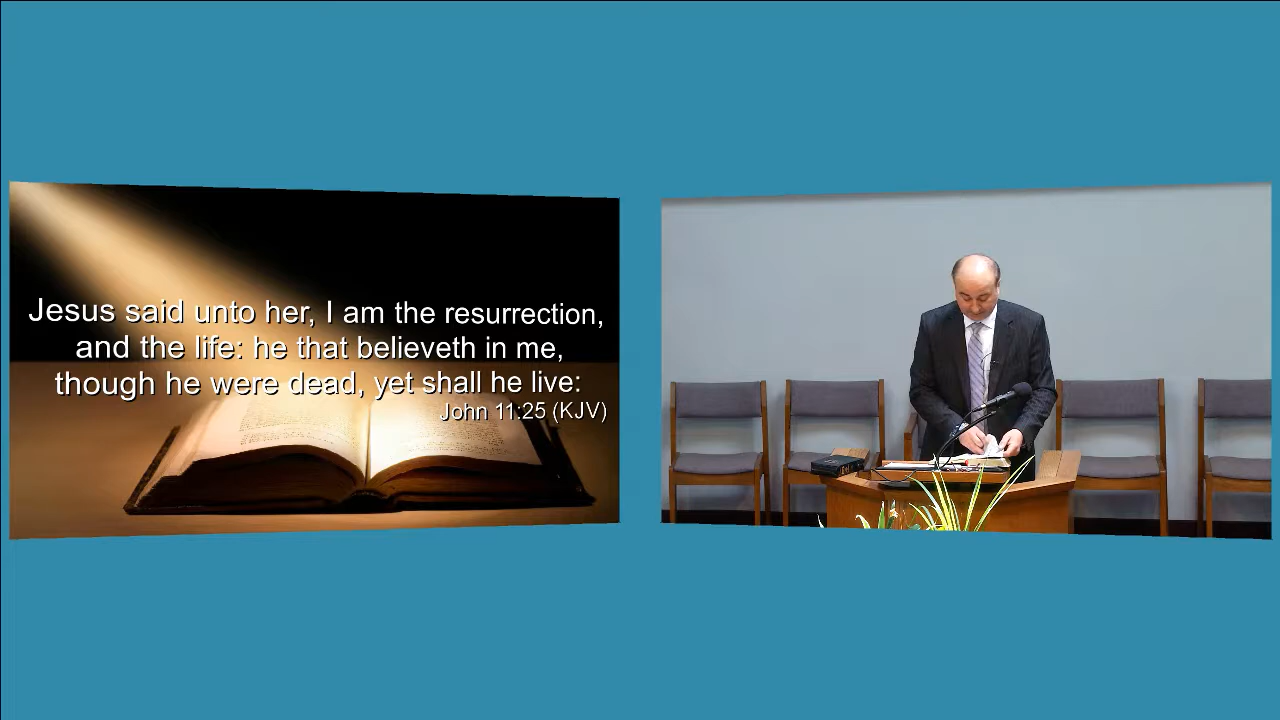 Jesus said unto her, I am the resurrection,
and the life: he that believeth in me,
though he were dead, yet shall he live:
John 11:25 (KJV)